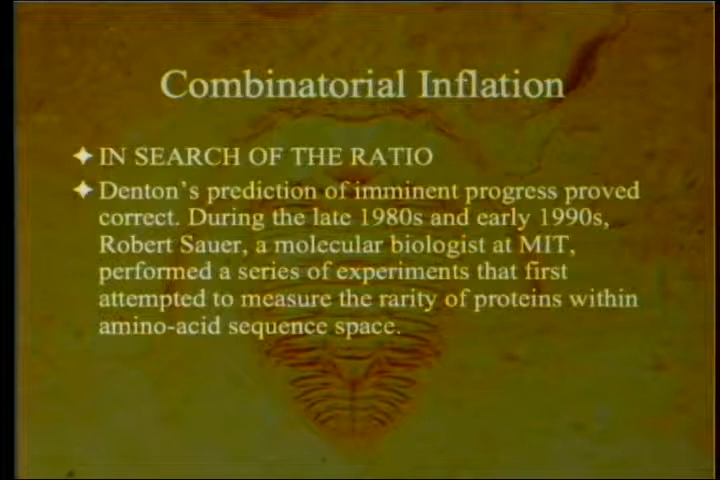 Combinatorial Inflation
IN SEARCH OF THE RATIO
Denton's prediction of imminent progress proved
correct. During the late 1980s and early 1990s,
Robert Sauer, a molecular biologist at MIT,
performed a series of experiments that first
attempted to measure the rarity of proteins within
amino-acid sequence space.